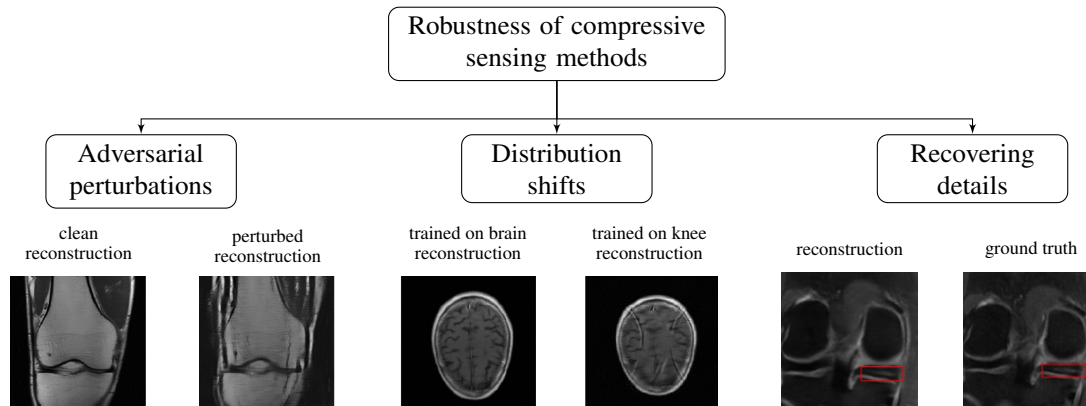 Robustness of compressive
sensing methods
Adversarial
perturbations
Distribution
shifts
Recovering
details
clean
reconstruction
perturbed
reconstruction
trained on brain
reconstruction
trained on knee
reconstruction
reconstruction
ground truth